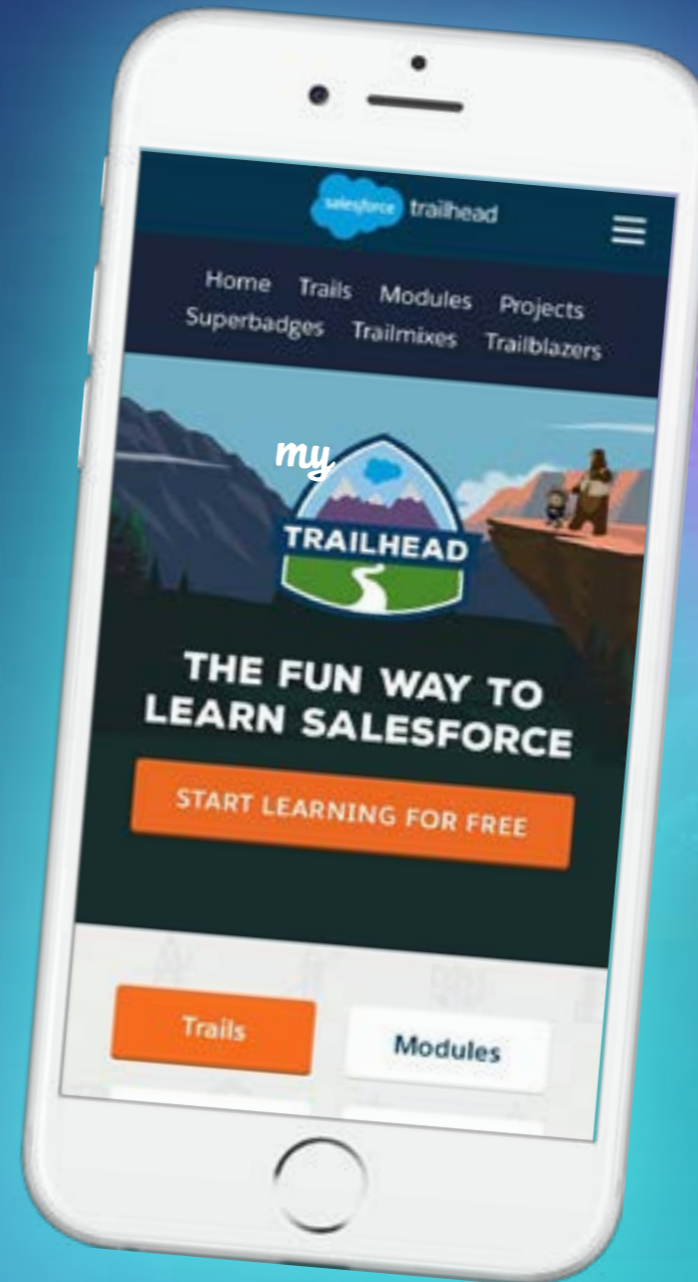 salesforce trailhead
Home Trails Modules Projects
Superbadges Trailmixes Trailblazers
my
TRAILHEAD
THE FUN WAY TO
LEARN SALESFORCE
START LEARNING FOR FREE
Trails Modules